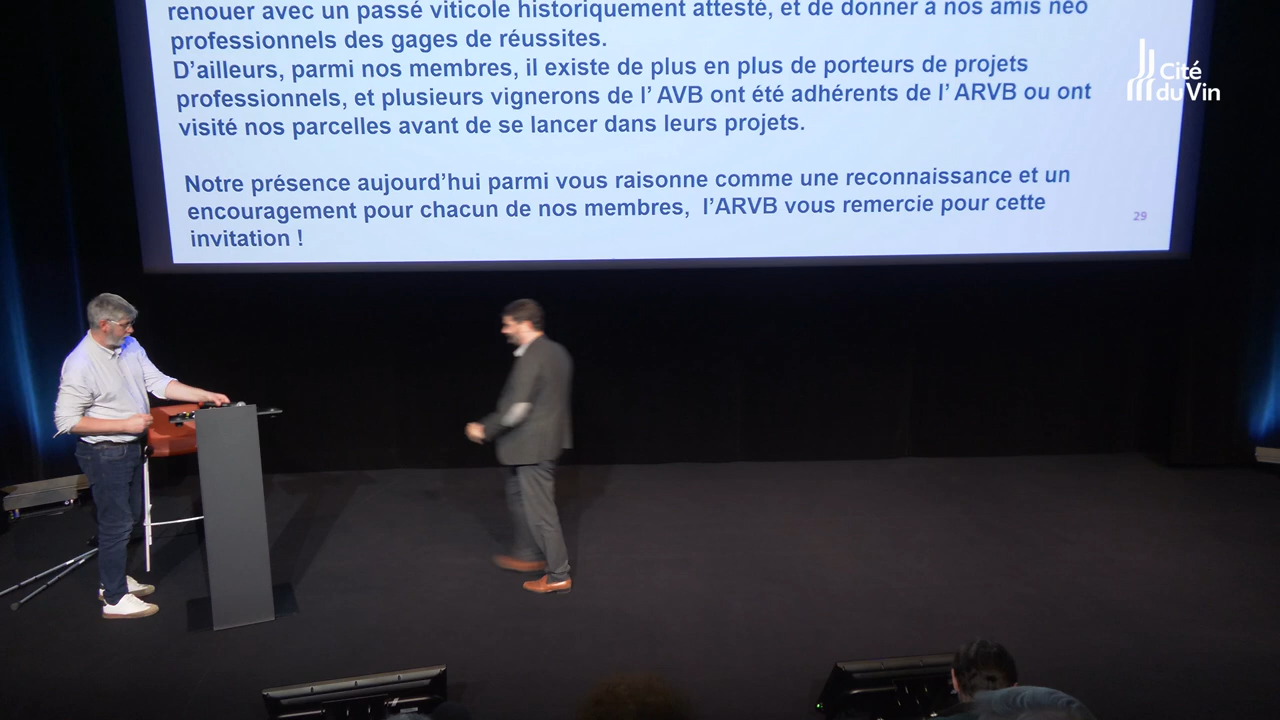 renouer avec un passé viticole historiquement attesté, et de donner à nos amis néo
professionnels des gages de réussites.
D'ailleurs, parmi nos membres, il existe de plus en plus de porteurs de projets
professionnels, et plusieurs vignerons de l' AVB ont été adhérents de l' ARVB ou ont
visité nos parcelles avant de se lancer dans leurs projets.
Notre présence aujourd'hui parmi vous raisonne comme une reconnaissance et un
encouragement pour chacun de nos membres,  l'ARVB vous remercie pour cette
invitation !
29
Cité
du Vin